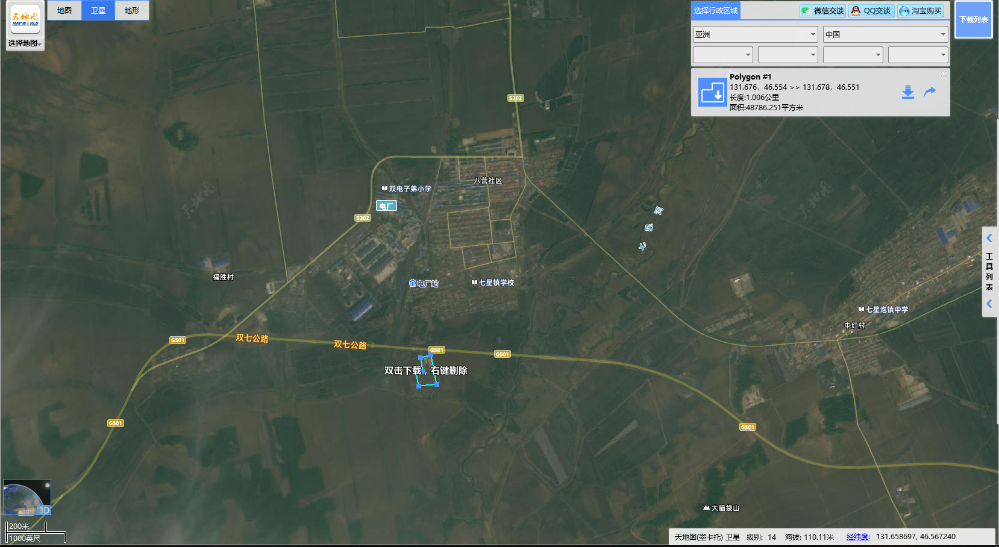 天地图
MAP WORLD
选择地图
地图
卫星
地形
选择行政区域
微信交谈
QQ交谈
淘宝购买
下载列表
亚洲
中国
Polygon #1
131.676，46.554 >> 131.678，46.551
长度:1.006公里
面积:48786.251平方米
S202
八营社区
双电子弟小学
电厂
S202
七星河
福胜村
电厂站
七星镇学校
工具列表
七星泡镇中学
中红村
G501
双七公路
双七公路
G501
G501
双击下载，右键删除
G501
G501
大脑袋山
3D
200米
1000英尺
天地图(墨卡托) 卫星 级别: 14 海拔: 110.11米 经纬度: 131.658697, 46.567240